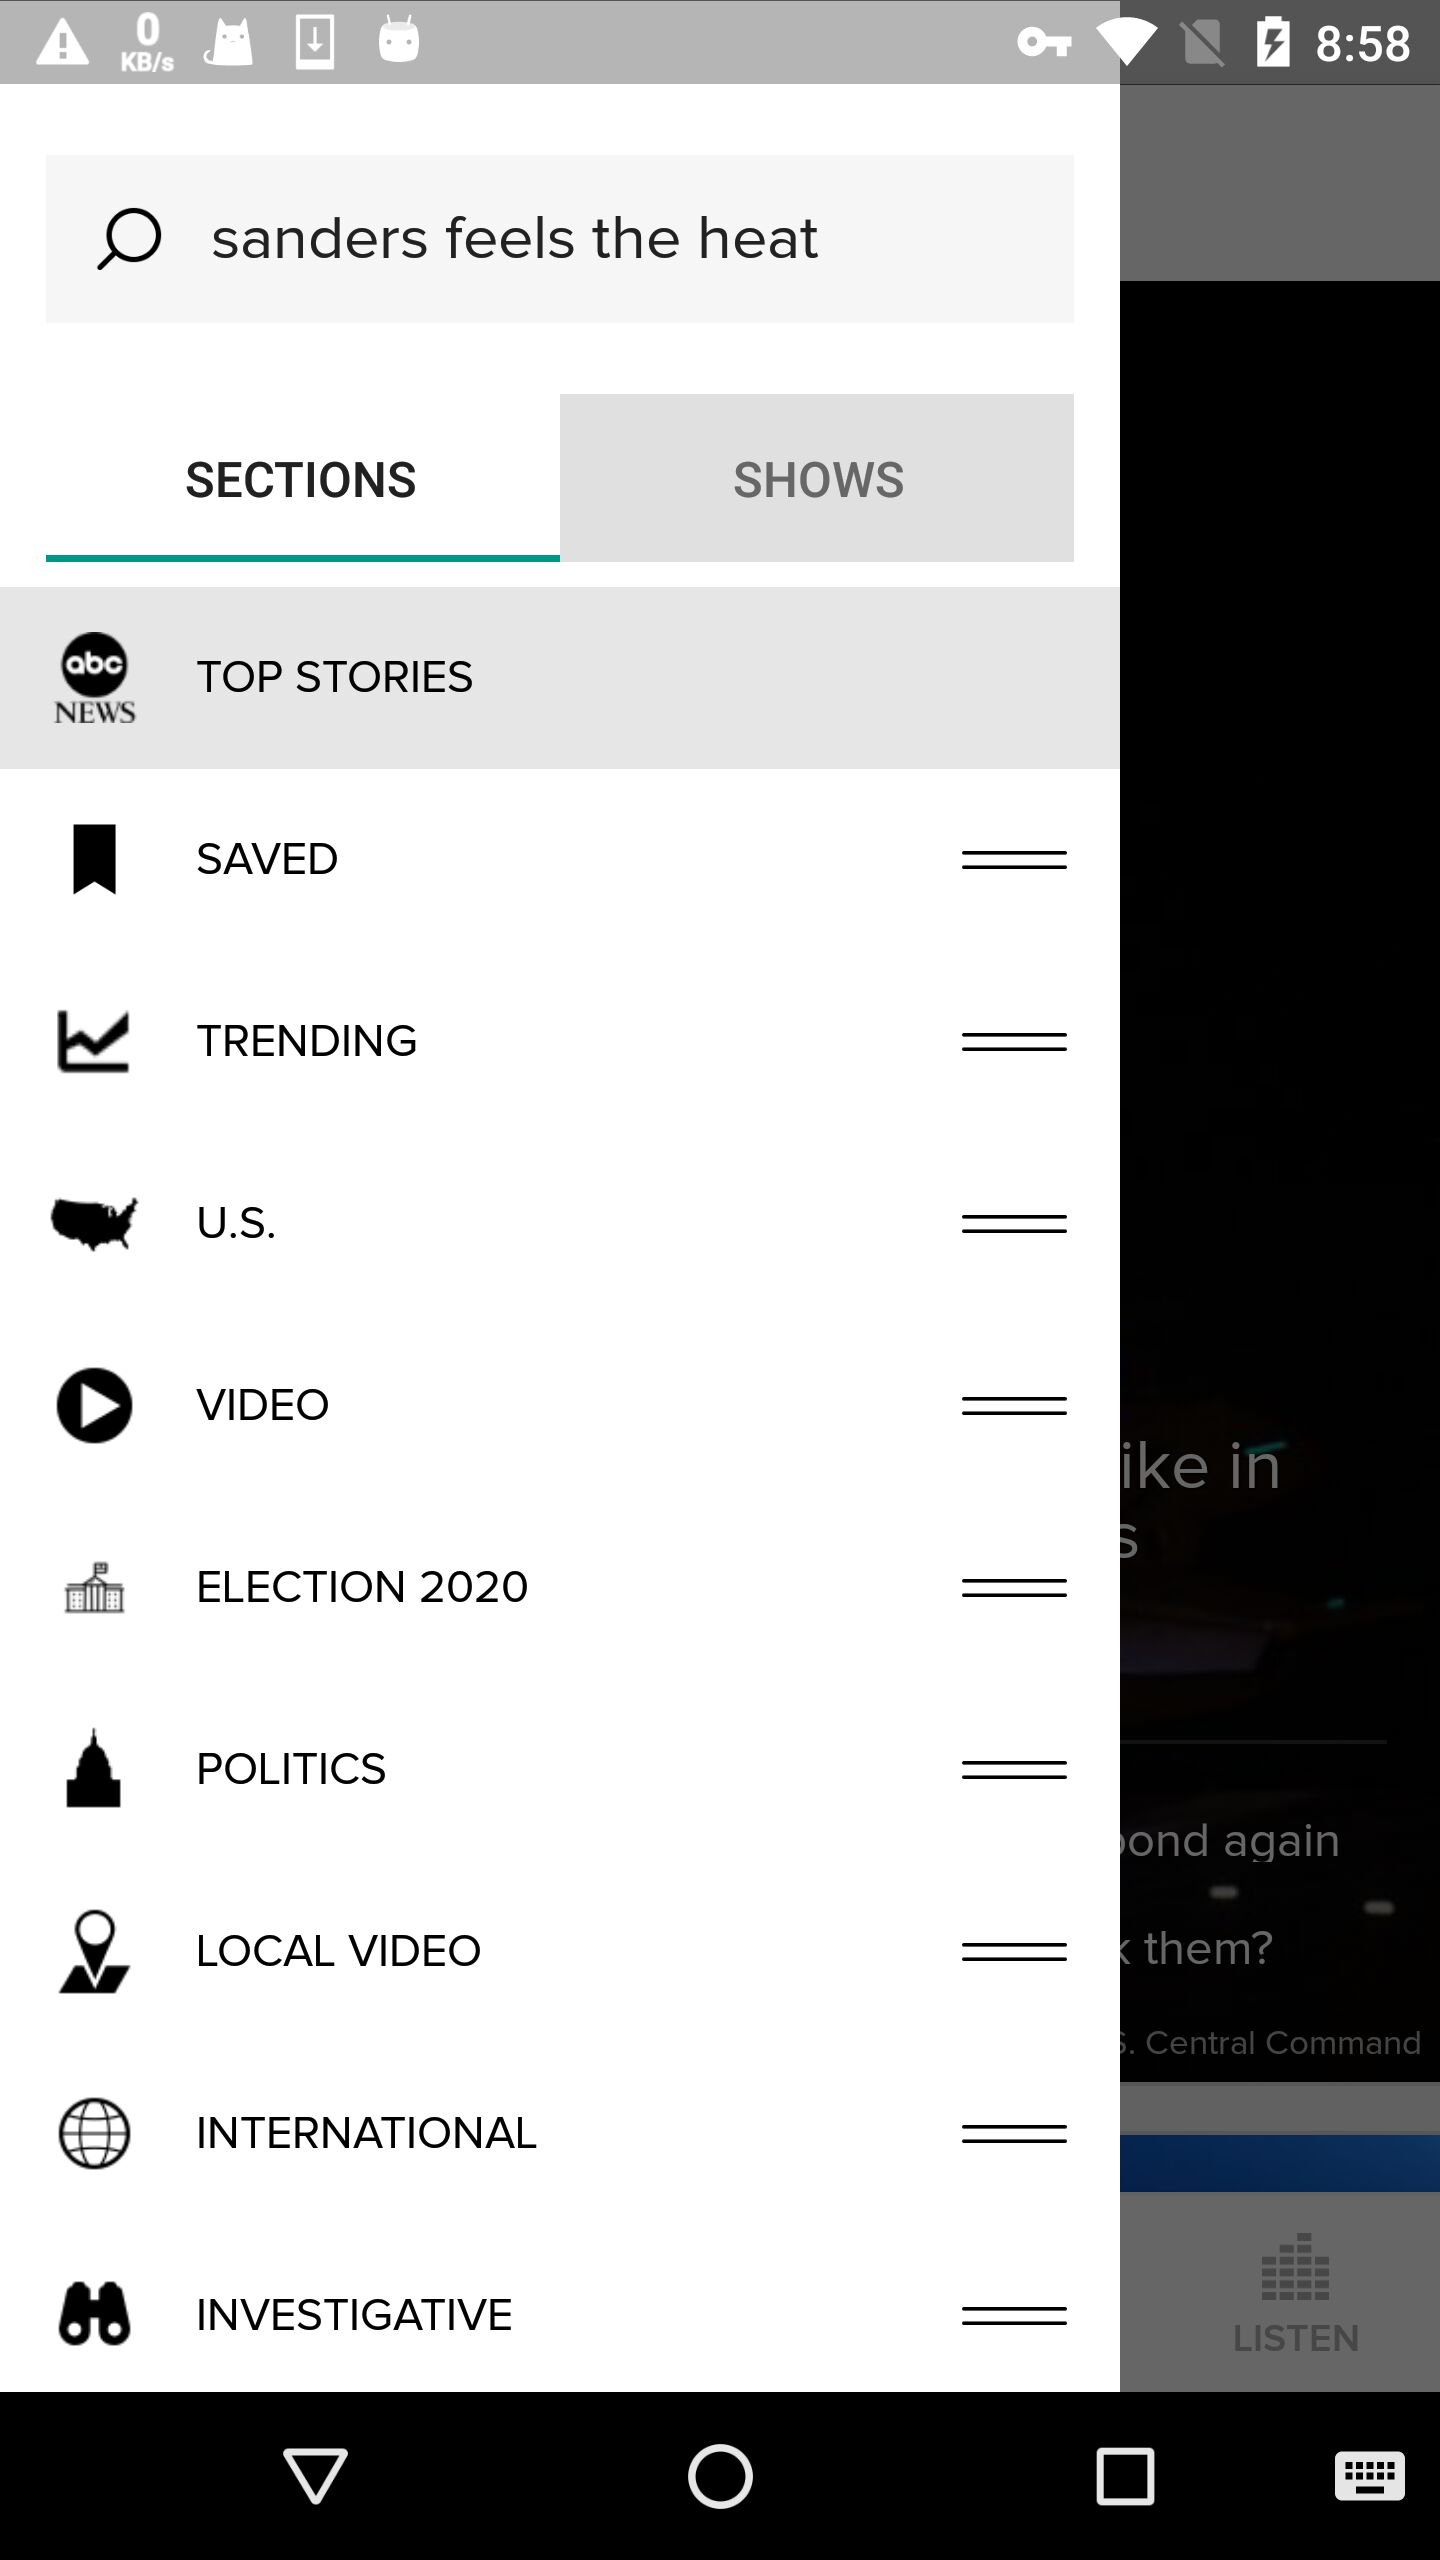 0
KB/s
8:58
sanders feels the heat
SECTIONS
SHOWS
abc
NEWS
TOP STORIES
SAVED
TRENDING
U.S.
VIDEO
ike in
s
ELECTION 2020
POLITICS
pond again
LOCAL VIDEO
k them?
S. Central Command
INTERNATIONAL
INVESTIGATIVE
LISTEN